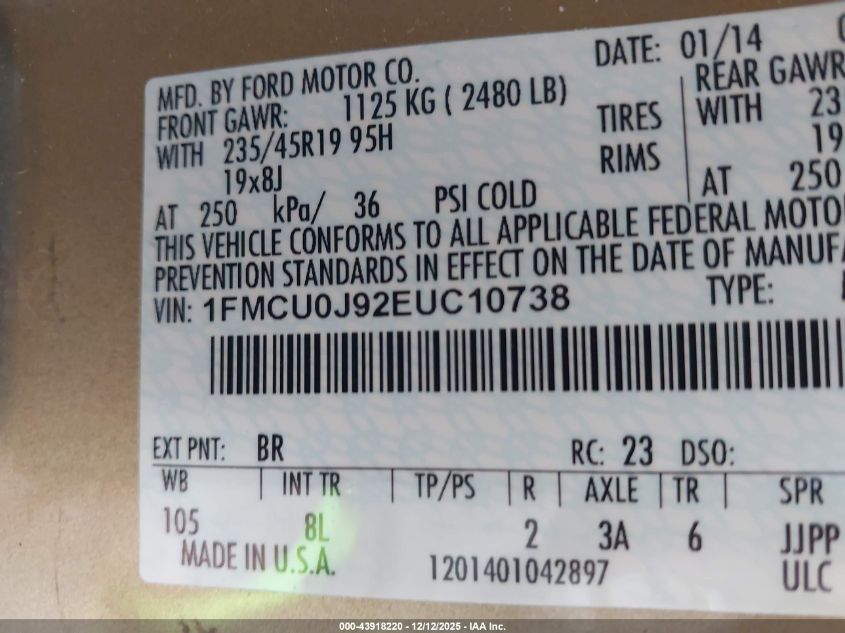 DATE: 01/14
MFD. BY FORD MOTOR CO.
FRONT GAWR: 1125 KG ( 2480 LB) REAR GAWR
WITH 235/45R19 95H TIRES WITH 23
19x8J RIMS 19
AT 250 kPa/ 36 PSI COLD AT 250
THIS VEHICLE CONFORMS TO ALL APPLICABLE FEDERAL MOTO
PREVENTION STANDARDS IN EFFECT ON THE DATE OF MANUFA
VIN: 1FMCU0J92EUC10738 TYPE:
EXT PNT: BR RC: 23 DSO:
WB INT TR TP/PS R AXLE TR SPR
105 8L 2 3A 6 JJPP
MADE IN U.S.A. 1201401042897 ULC
000-43918220 - 12/12/2025 - IAA Inc.